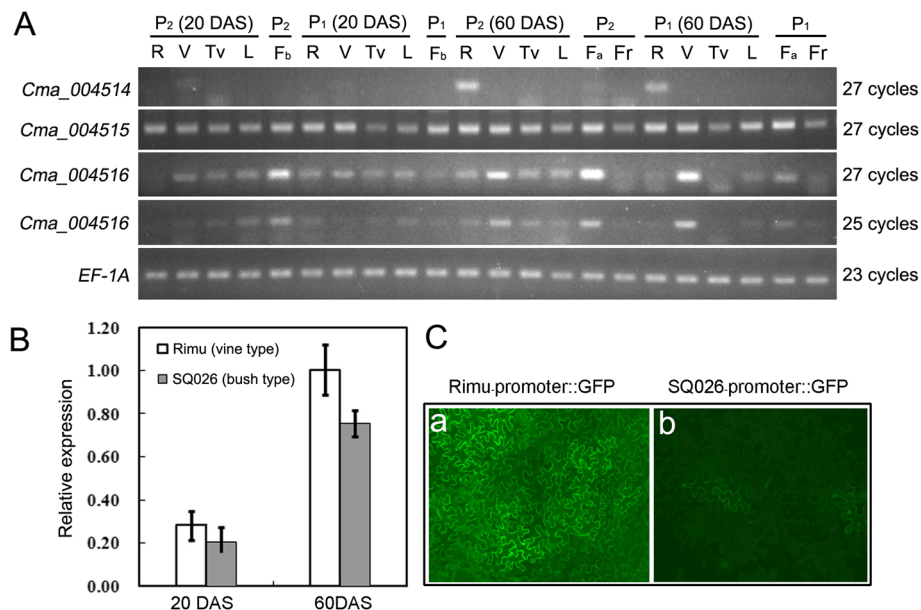 A
P2 (20 DAS) P2 P1 (20 DAS) P1 P2 (60 DAS) P2 P1 (60 DAS) P1
R V Tv L Fb R V Tv L Fb R V Tv L Fa Fr R V Tv L Fa Fr
Cma_004514 27 cycles
Cma_004515 27 cycles
Cma_004516 27 cycles
Cma_004516 25 cycles
EF-1A 23 cycles
B
Relative expression
1.20
1.00
0.80
0.60
0.40
0.20
0.00
Rimu (vine type)
SQ026 (bush type)
20 DAS 60DAS
C
Rimu-promoter::GFP SQ026-promoter::GFP
a b